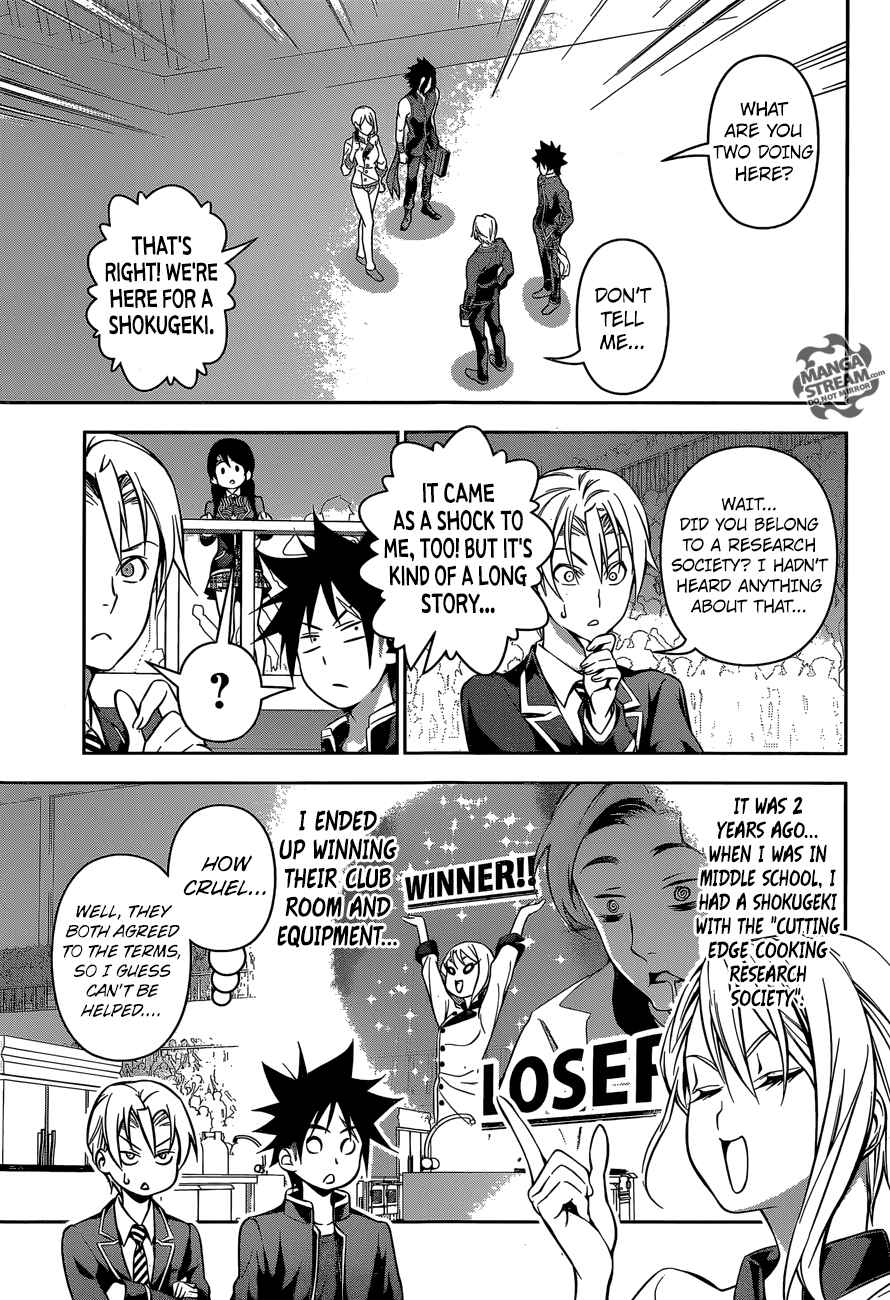 WHAT
ARE YOU
TWO DOING
HERE?
DON'T
TELL
ME...
THAT'S
RIGHT! WE'RE
HERE FOR A
SHOKUGEKI.
MANGA
STREAM.com
DO NOT MIRROR
WAIT...
DID YOU BELONG
TO A RESEARCH
SOCIETY? I HADN'T
HEARD ANYTHING
ABOUT THAT...
IT CAME
AS A SHOCK TO
ME, TOO! BUT IT'S
KIND OF A LONG
STORY...
?
IT WAS 2
YEARS AGO...
WHEN I WAS IN
MIDDLE SCHOOL, I
HAD A SHOKUGEKI
WITH THE "CUTTING
EDGE COOKING
RESEARCH
SOCIETY".
WINNER!!
LOSER
I ENDED
UP WINNING
THEIR CLUB
ROOM AND
EQUIPMENT...
HOW
CRUEL....
WELL, THEY
BOTH AGREED
TO THE TERMS,
SO I GUESS
CAN'T BE
HELPED....